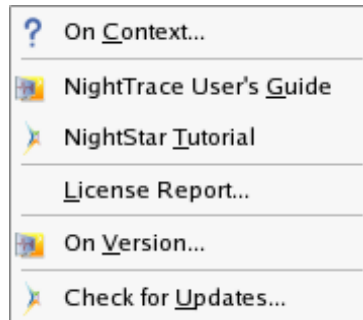 On Context...
NightTrace User's Guide
NightStar Tutorial
License Report...
On Version...
Check for Updates...